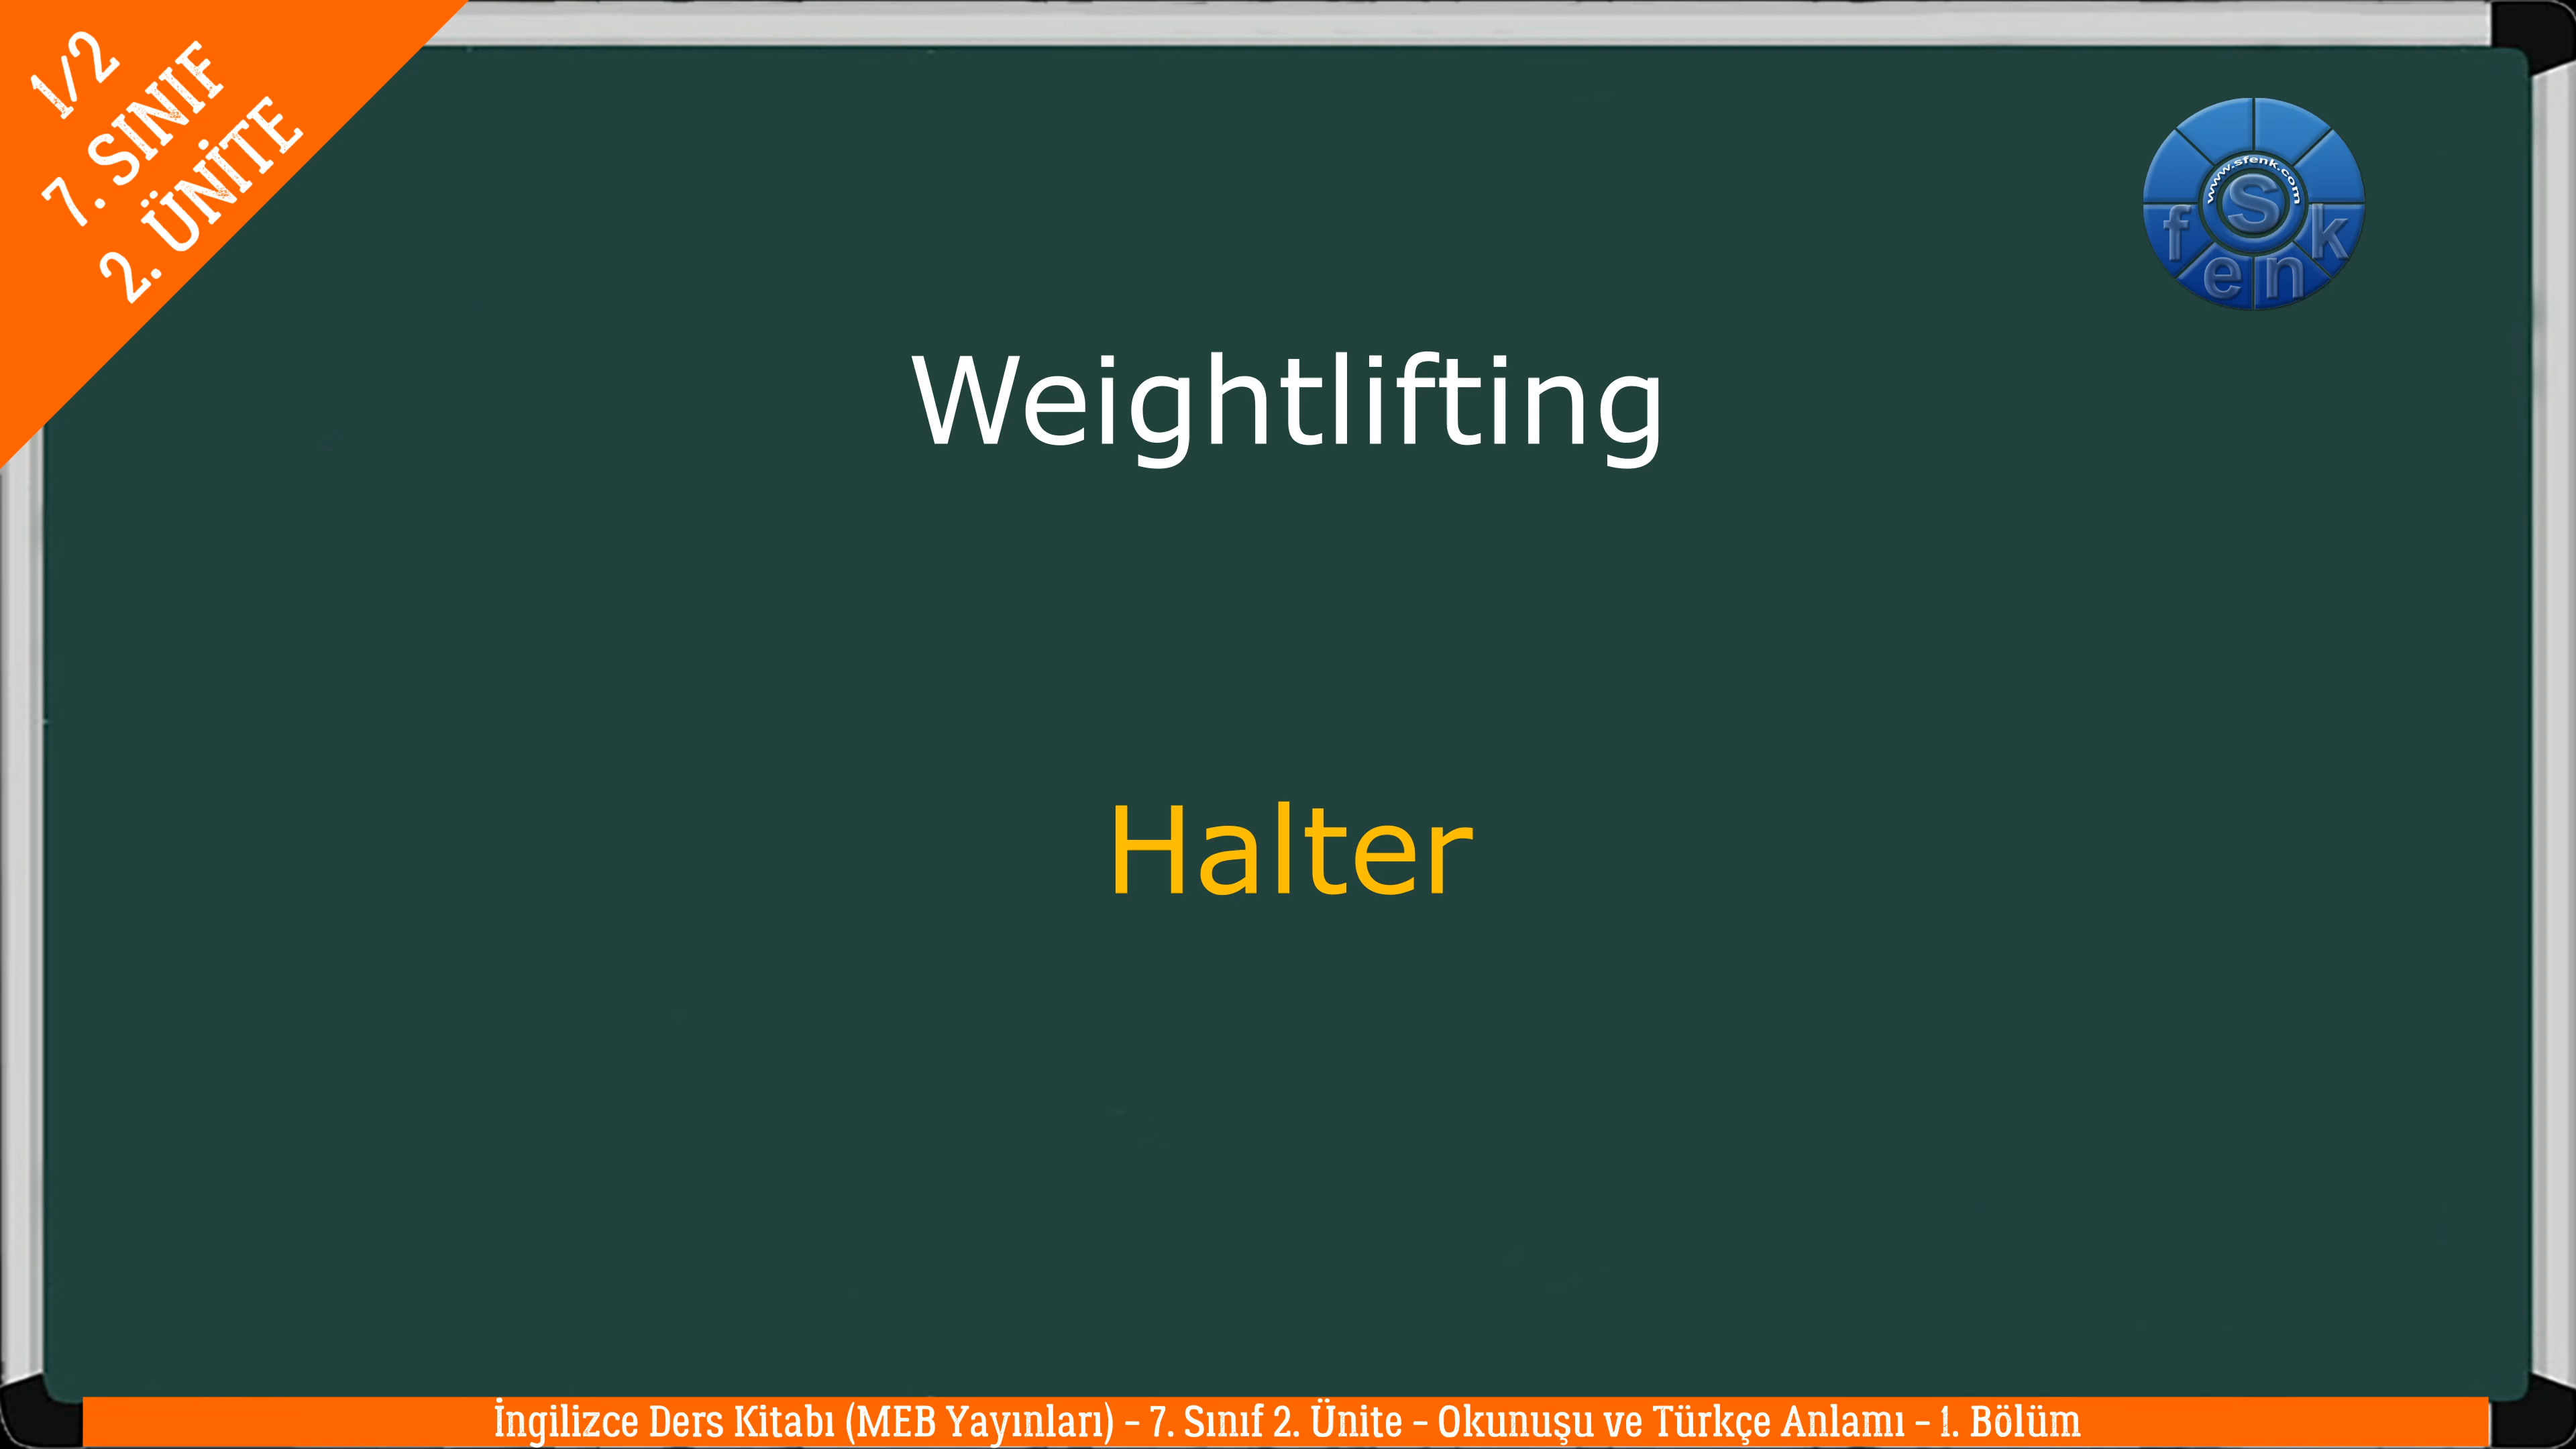 1/2
7. SINIF
2. ÜNİTE
www.sfenk.com
S
f e n k
Weightlifting
Halter
İngilizce Ders Kitabı (MEB Yayınları) – 7. Sınıf 2. Ünite – Okunuşu ve Türkçe Anlamı – 1. Bölüm